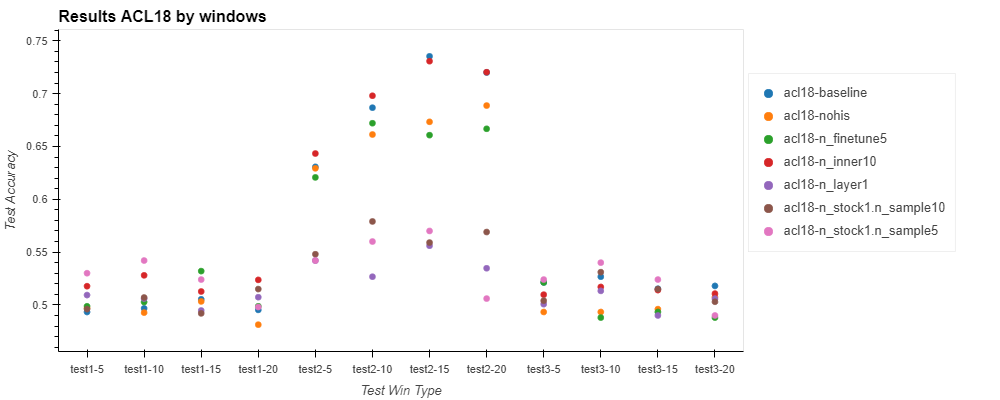 Results ACL18 by windows
0.75
0.7
0.65
0.6
0.55
0.5
Test Accuracy
test1-5 test1-10 test1-15 test1-20 test2-5 test2-10 test2-15 test2-20 test3-5 test3-10 test3-15 test3-20
Test Win Type
acl18-baseline
acl18-nohis
acl18-n_finetune5
acl18-n_inner10
acl18-n_layer1
acl18-n_stock1.n_sample10
acl18-n_stock1.n_sample5